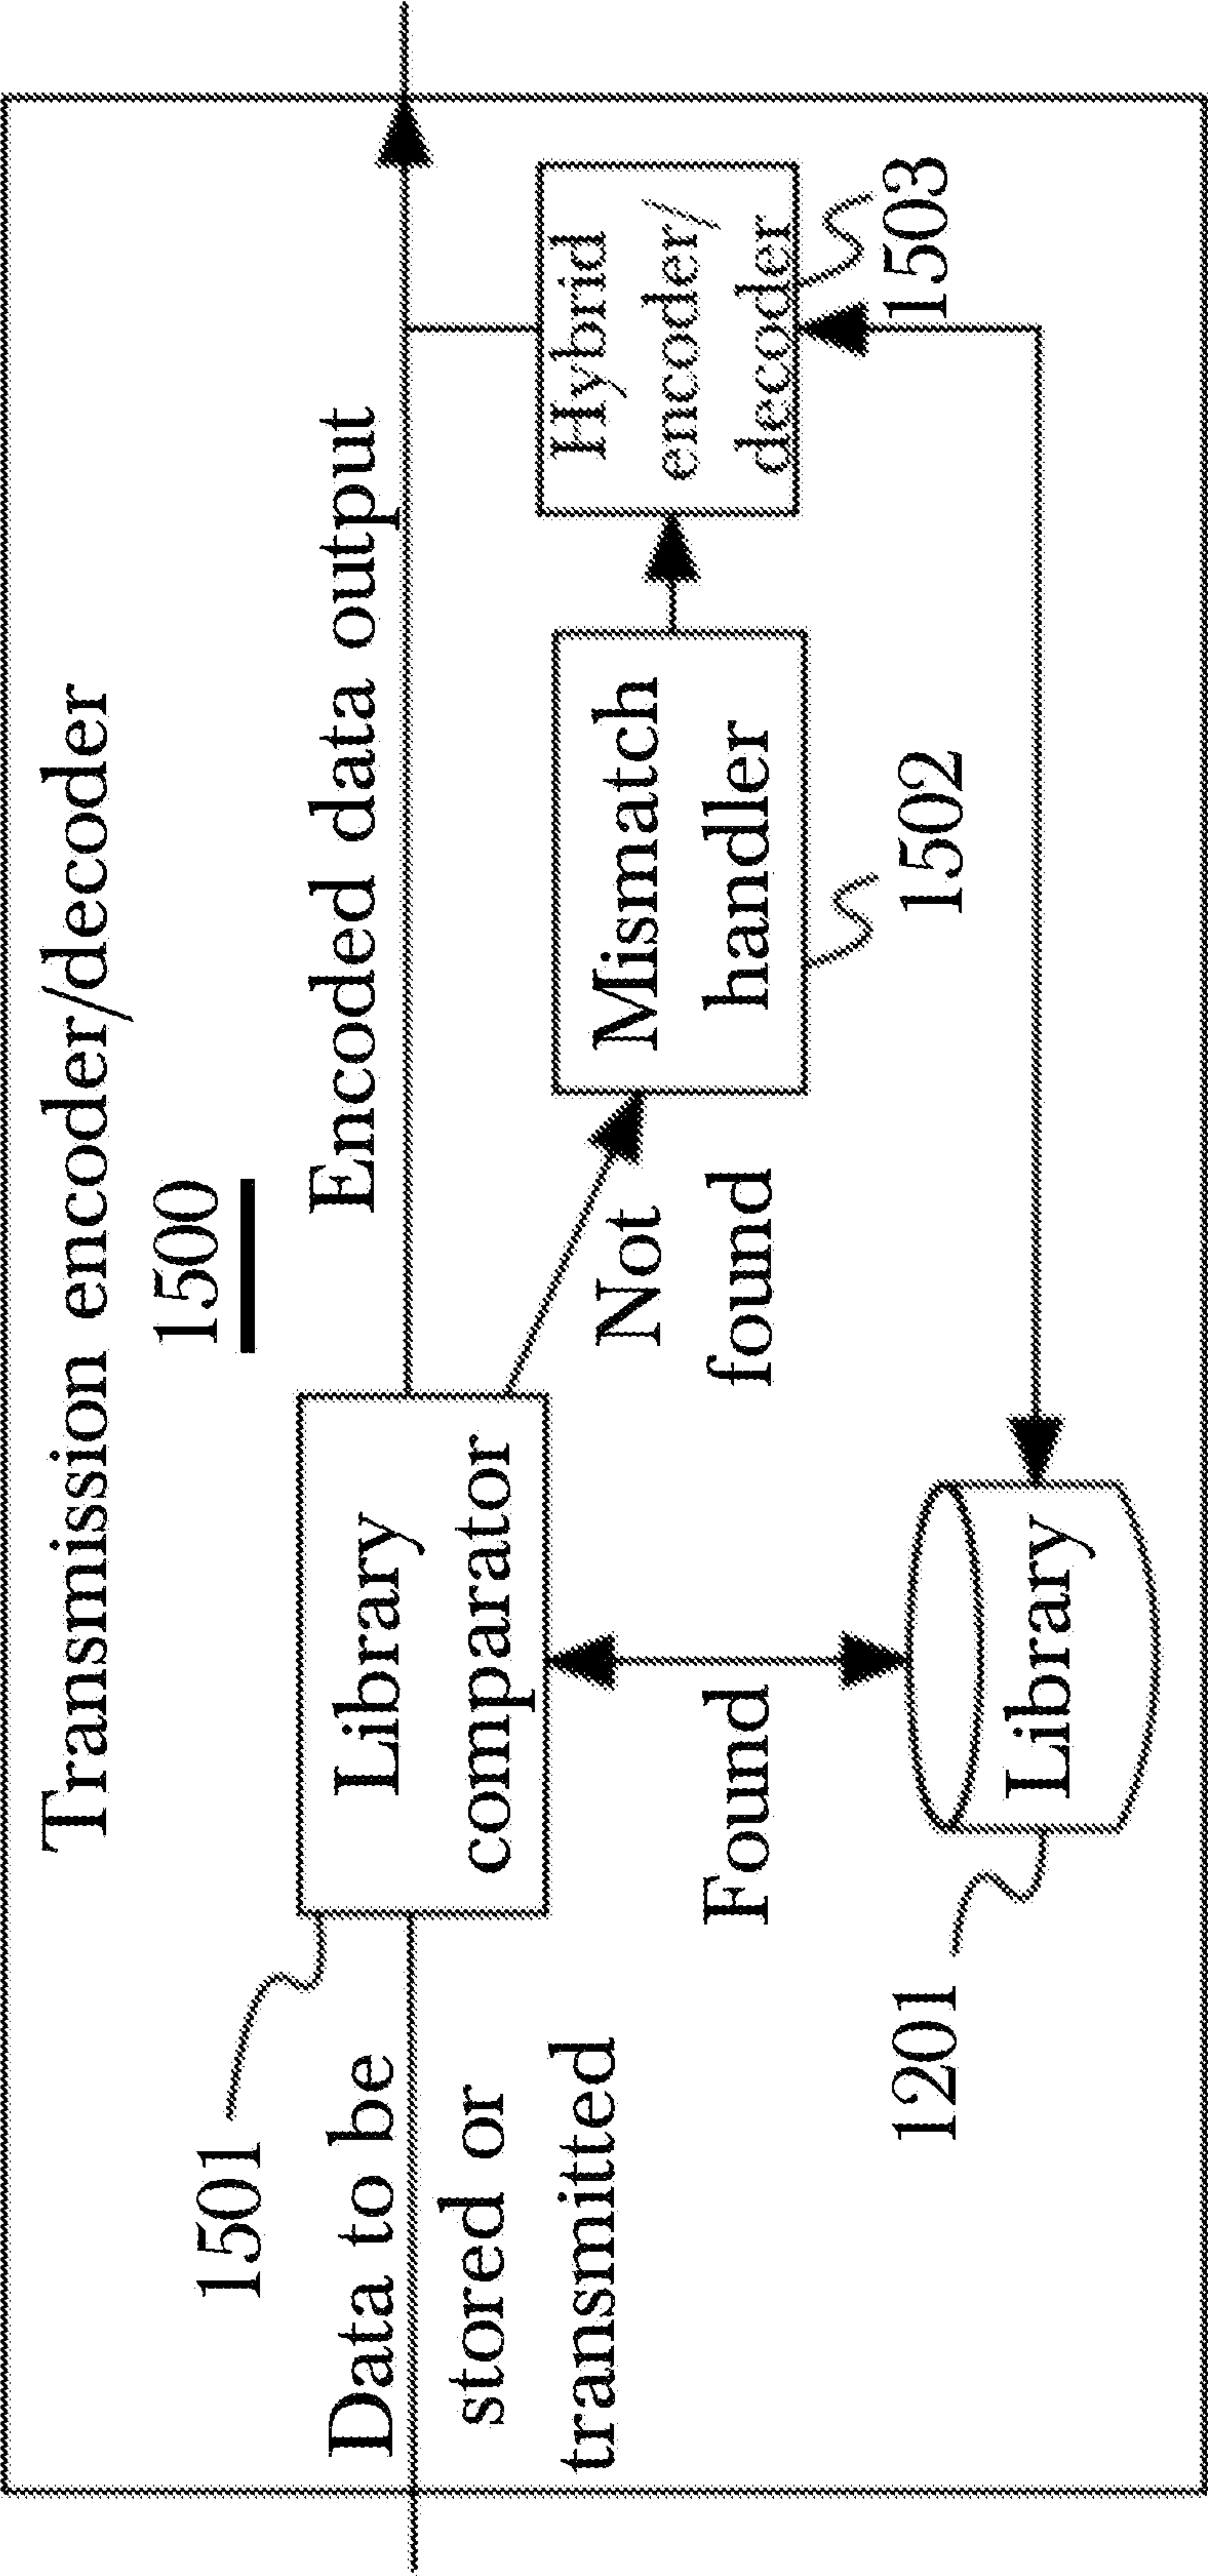 Transmission encoder/decoder
1500
1501
Data to be
stored or
transmitted
Library
comparator
Encoded data output
Not
found
Mismatch
handler
1502
Hybrid
encoder/
decoder
1503
Found
1201
Library